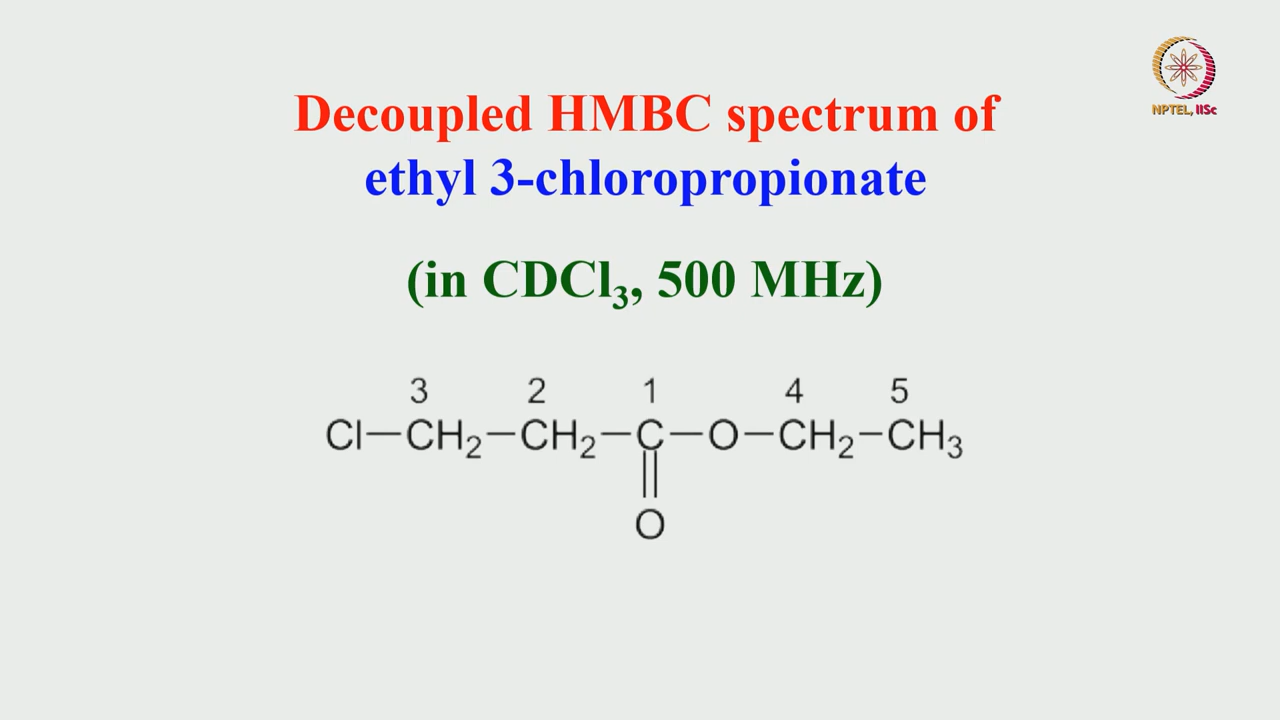 NPTEL, IISc
Decoupled HMBC spectrum of
ethyl 3-chloropropionate
(in CDCl₃, 500 MHz)
3 2 1 4 5
Cl—CH₂—CH₂—C—O—CH₂—CH₃
O